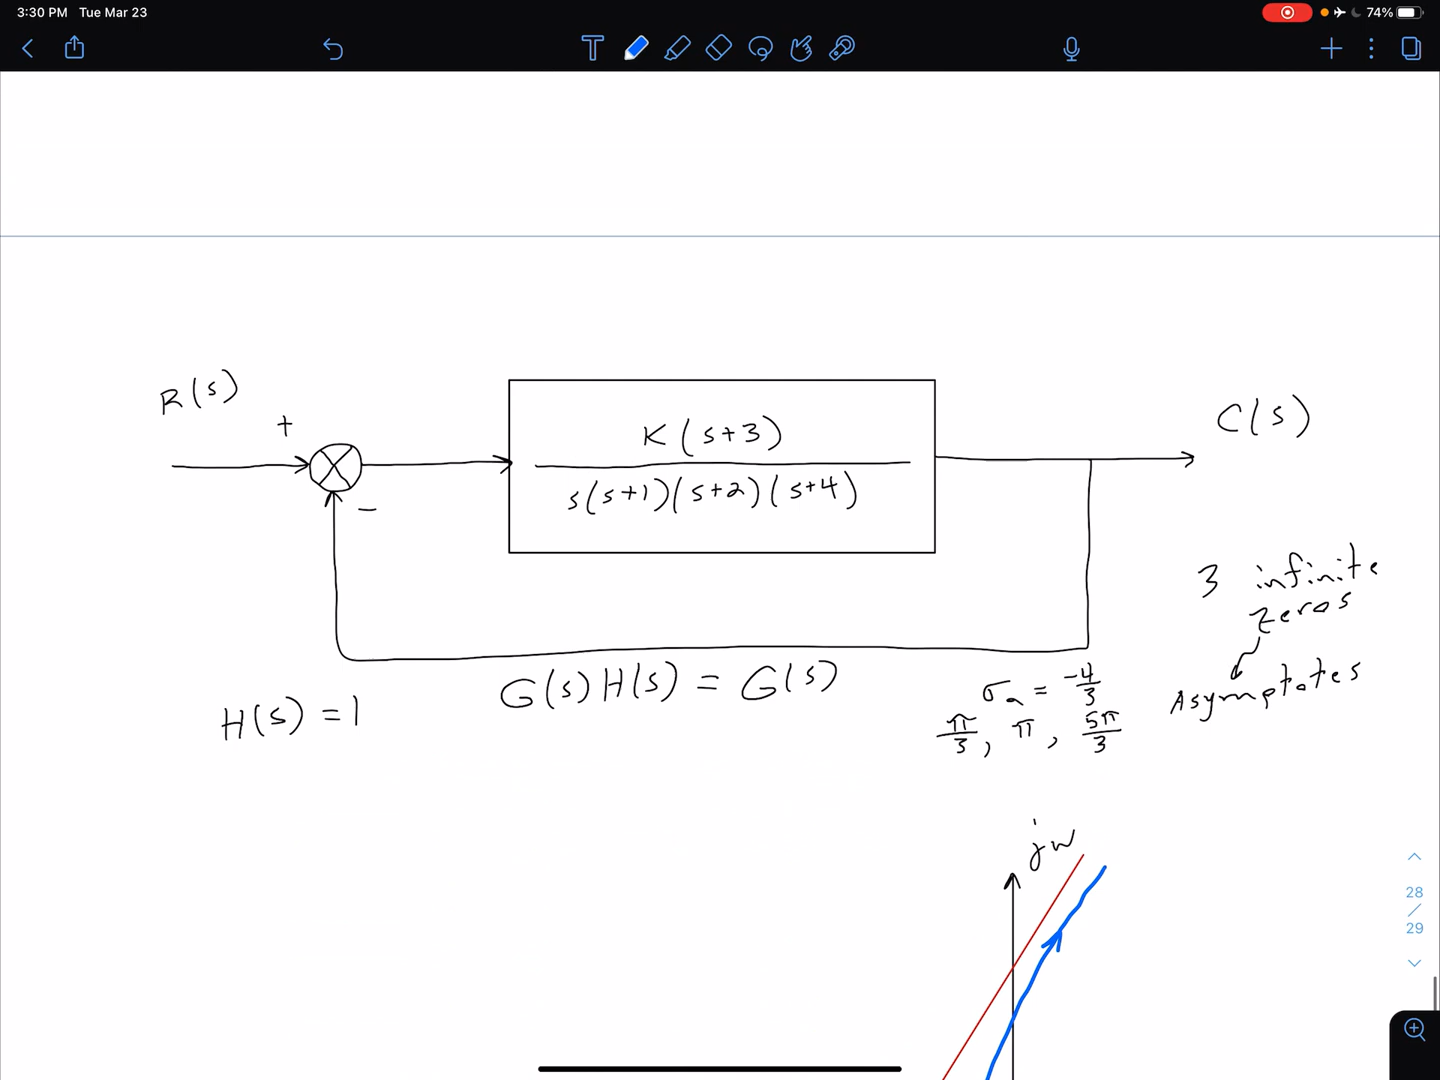 3:30 PM Tue Mar 23
74%
T
R(s)
+
K(s+3)
s(s+1)(s+2)(s+4)
C(s)
−
3 infinite
zeros
Asymptotes
H(s) = 1
G(s)H(s) = G(s)
σₐ = -4/3
π/3, π, 5π/3
jω
28
/
29